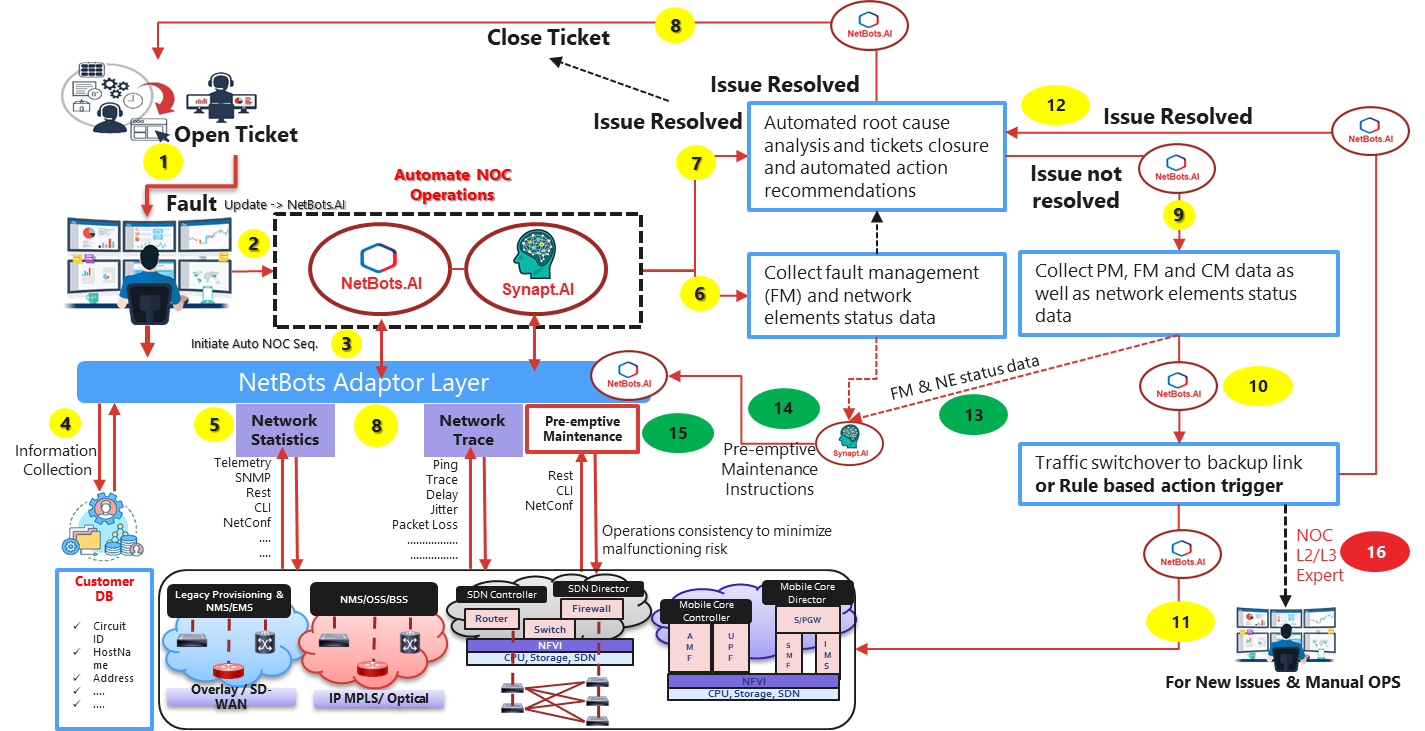 8
NetBots.AI
Close Ticket
Issue Resolved
Issue Resolved
12
Issue Resolved
NetBots.AI
Open Ticket
1
Automated root cause
analysis and tickets closure
and automated action
recommendations
7
Issue not
resolved
NetBots.AI
9
Automate NOC
Operations
Fault
Update -> NetBots.AI
2
NetBots.AI
Synapt.AI
6
Collect fault management
(FM) and network
elements status data
Collect PM, FM and CM data as
well as network elements status
data
Initiate Auto NOC Seq.
3
NetBots Adaptor Layer
NetBots.AI
FM & NE status data
NetBots.AI
10
4
Information
Collection
5
Network
Statistics
8
Network
Trace
Pre-emptive
Maintenance
15
14
13
Synapt.AI
Pre-emptive
Maintenance
Instructions
Telemetry
SNMP
Rest
CLI
NetConf
....
....
Ping
Trace
Delay
Jitter
Packet Loss
................
...............
Rest
CLI
NetConf
Operations consistency to minimize
malfunctioning risk
Traffic switchover to backup link
or Rule based action trigger
NetBots.AI
NOC
L2/L3
Expert
16
11
For New Issues & Manual OPS
Customer
DB
✓ Circuit
ID
✓ HostNa
me
✓ Address
✓ ....
✓ ....
Legacy Provisioning &
NMS/EMS
Overlay / SD-
WAN
NMS/OSS/BSS
IP MPLS/ Optical
SDN Controller
SDN Director
Router
Firewall
Switch
NFVI
CPU, Storage, SDN
Mobile Core
Controller
Mobile Core
Director
AMF
UPF
S/PGW
SMF
IMS
NFVI
CPU, Storage, SDN